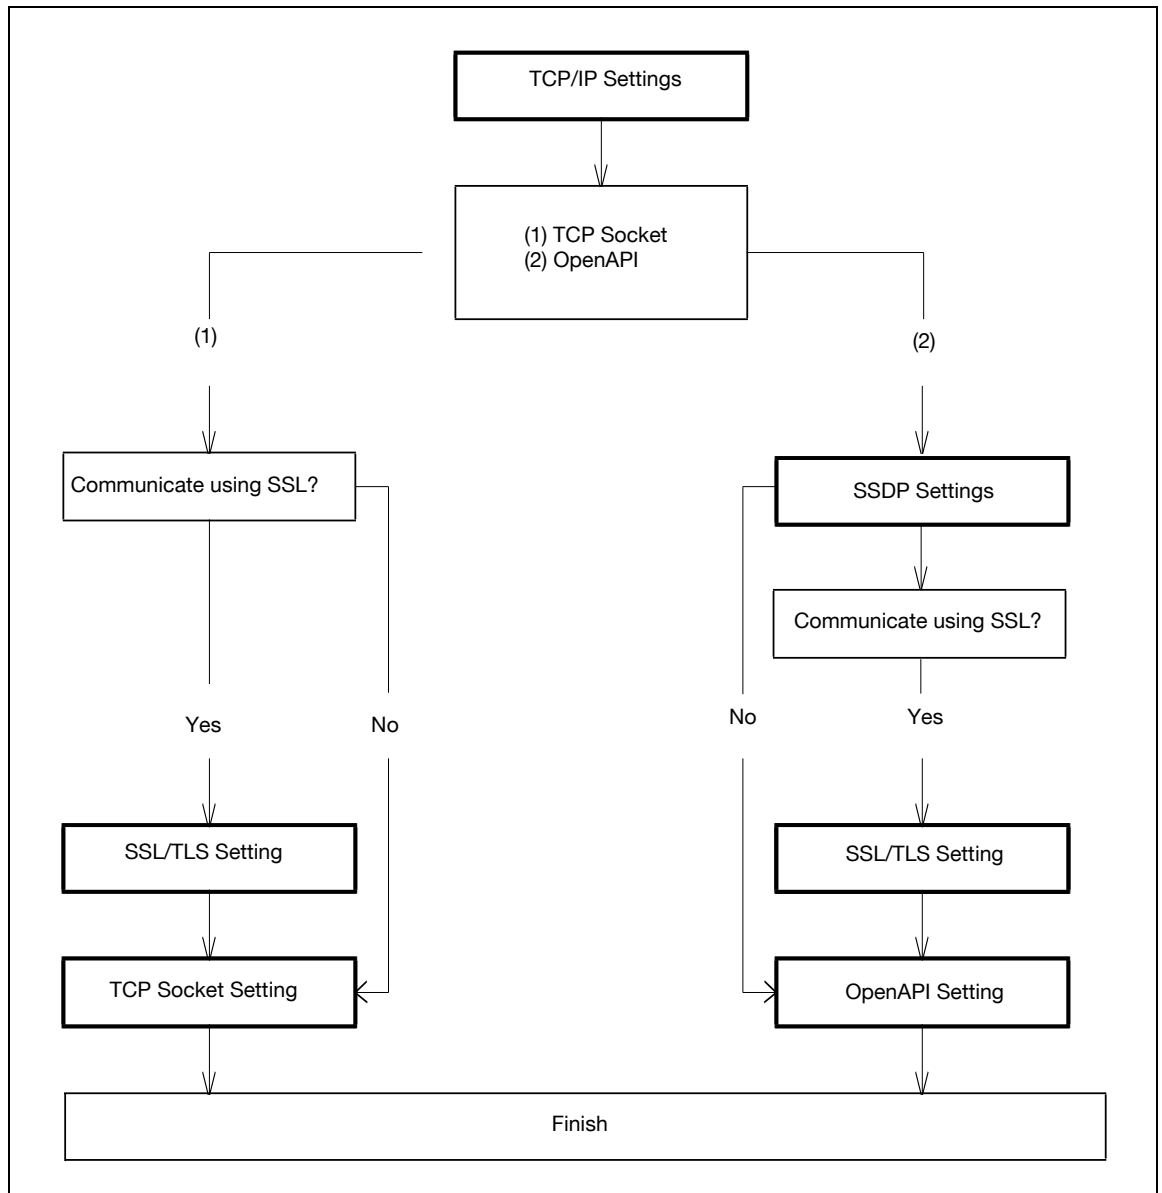 TCP/IP Settings
(1) TCP Socket
(2) OpenAPI
(1)
(2)
Communicate using SSL?
SSDP Settings
Communicate using SSL?
Yes
No
No
Yes
SSL/TLS Setting
SSL/TLS Setting
TCP Socket Setting
OpenAPI Setting
Finish